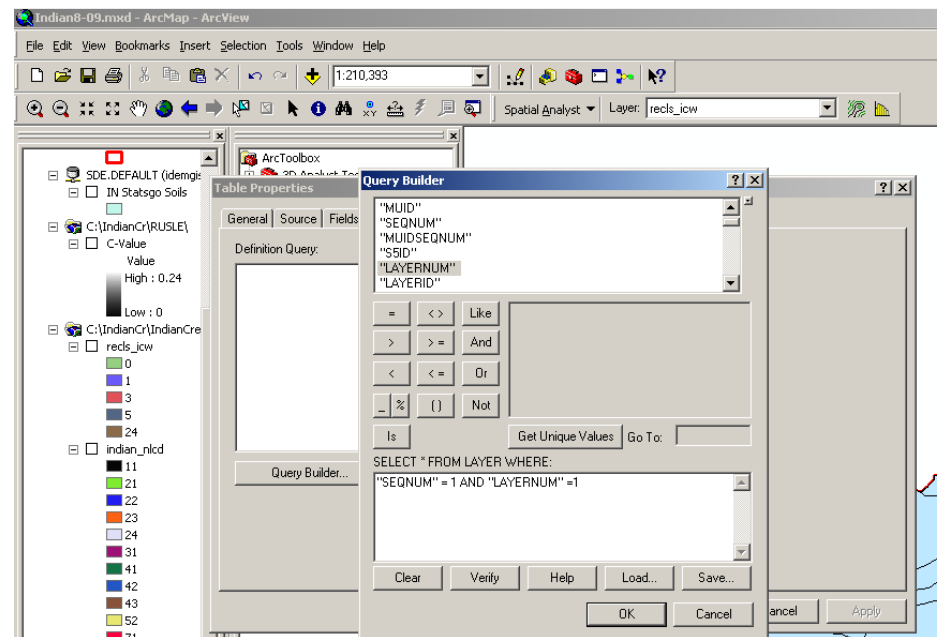 Indian8-09.mxd - ArcMap - ArcView
File Edit View Bookmarks Insert Selection Tools Window Help
1:210,393
Spatial Analyst Layer: recls_icw
ArcToolbox
SDE.DEFAULT (idemgis
IN Statsgo Soils
C:\IndianCr\RUSLE\
C-Value
Value
High : 0.24
Low : 0
C:\IndianCr\IndianCre
recls_icw
0
1
3
5
24
indian_nlcd
11
21
22
23
24
31
41
42
43
52
71
3D Analyst Too
Table Properties
General Source Fields
Definition Query:
Query Builder...
Cancel Apply
Query Builder
"MUID"
"SEQNUM"
"MUIDSEQNUM"
"S5ID"
"LAYERNUM"
"LAYERID"
= <> Like
> >= And
< <= Or
_ % () Not
Is
Get Unique Values Go To:
SELECT * FROM LAYER WHERE:
"SEQNUM" = 1 AND "LAYERNUM" =1
Clear Verify Help Load... Save...
OK Cancel